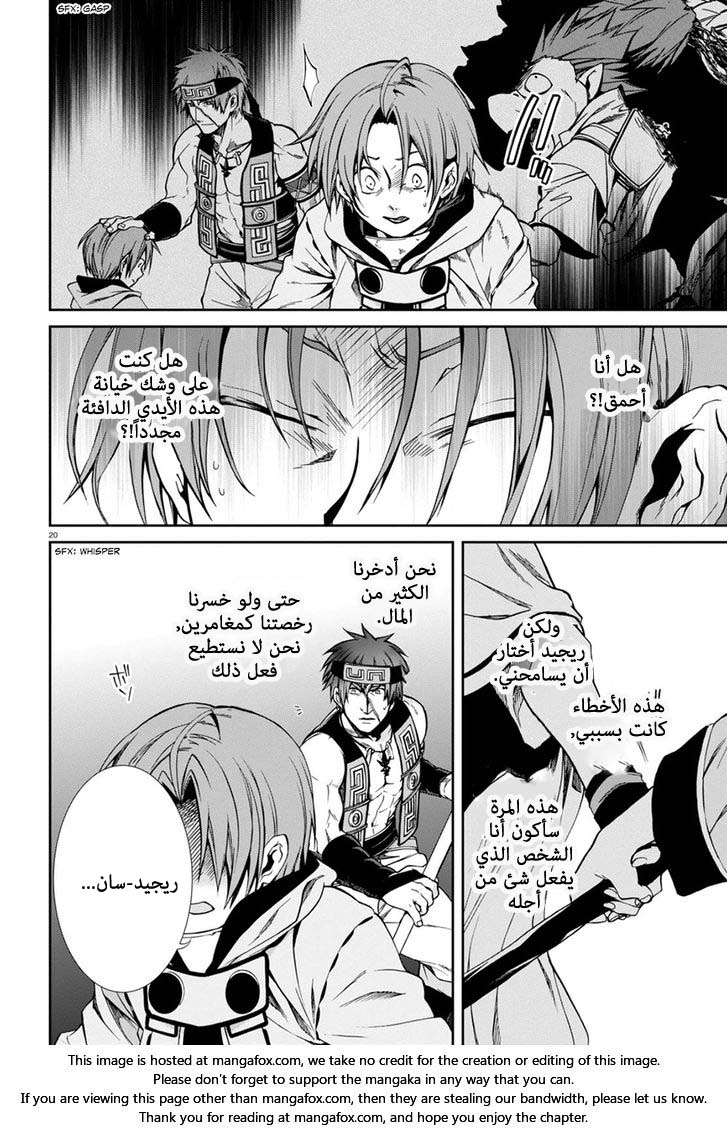 SFX: GASP
هل أنا
أحمق!؟
هل كنت
على وشك خيانة
هذه الأيدي الدافئة
مجدداً!؟
20
ولكن
ريجيد أختار
أن يسامحني.
هذه الأخطاء
كانت بسببي,
هذه المرة
سأكون أنا
الشخص الذي
يفعل شئ من
أجله
SFX: WHISPER
نحن أدخرنا
الكثير من
المال.
حتى ولو خسرنا
رخصتنا كمغامرين,
نحن لا نستطيع
فعل ذلك
ريجيد-سان...
This image is hosted at mangafox.com, we take no credit for the creation or editing of this image.
Please don't forget to support the mangaka in any way that you can.
If you are viewing this page other than mangafox.com, then they are stealing our bandwidth, please let us know.
Thank you for reading at mangafox.com, and hope you enjoy the chapter.